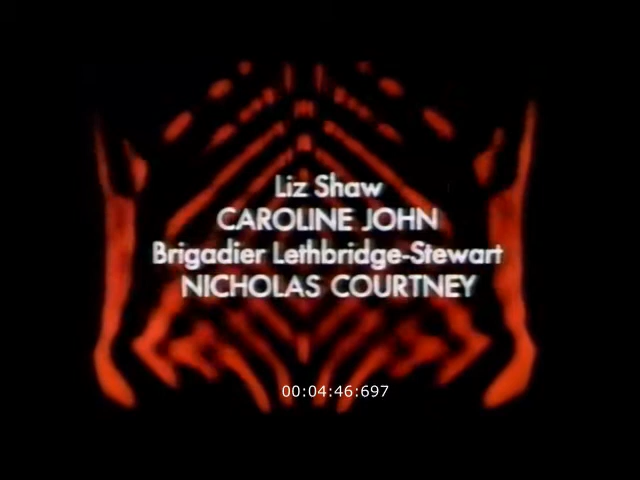 Liz Shaw
CAROLINE JOHN
Brigadier Lethbridge-Stewart
NICHOLAS COURTNEY
00:04:46:697